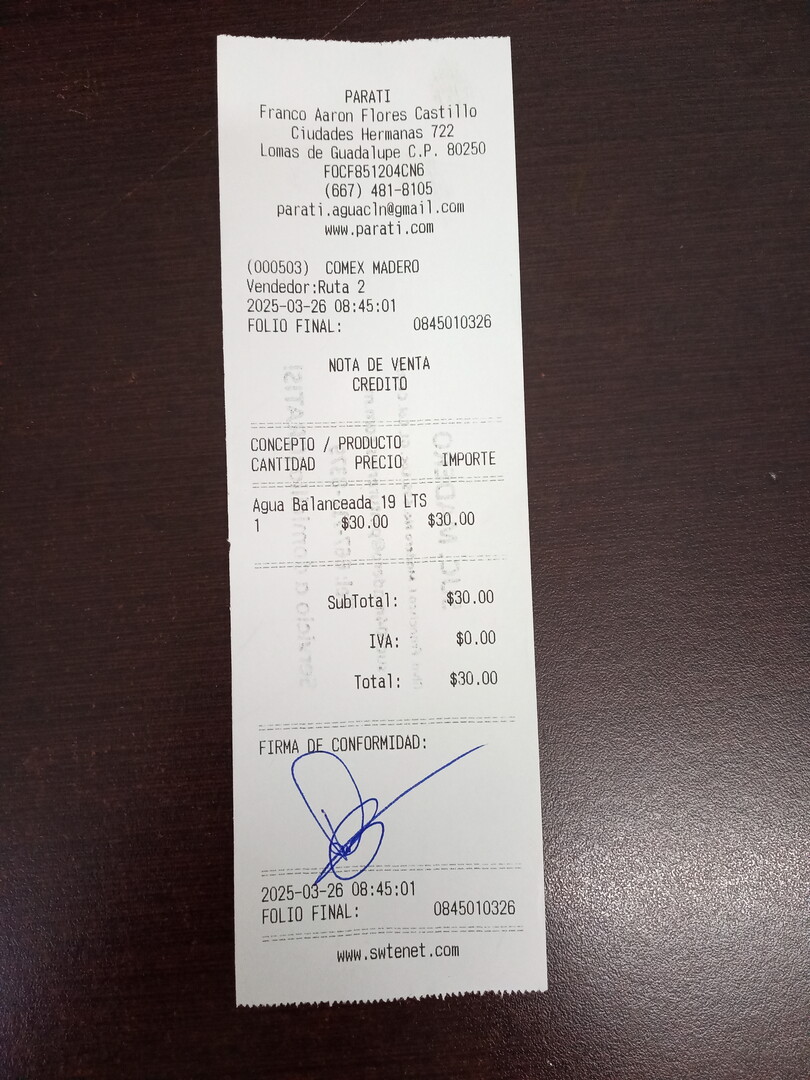 PARATI
Franco Aaron Flores Castillo
Ciudades Hermanas 722
Lomas de Guadalupe C.P. 80250
FOCF851204CN6
(667) 481-8105
parati.aguacln@gmail.com
www.parati.com
(000503) COMEX MADERO
Vendedor:Ruta 2
2025-03-26 08:45:01
FOLIO FINAL: 0845010326
NOTA DE VENTA
CREDITO
CONCEPTO / PRODUCTO
CANTIDAD PRECIO IMPORTE
Agua Balanceada 19 LTS
1 $30.00 $30.00
SubTotal: $30.00
IVA: $0.00
Total: $30.00
FIRMA DE CONFORMIDAD:
2025-03-26 08:45:01
FOLIO FINAL: 0845010326
www.swtenet.com